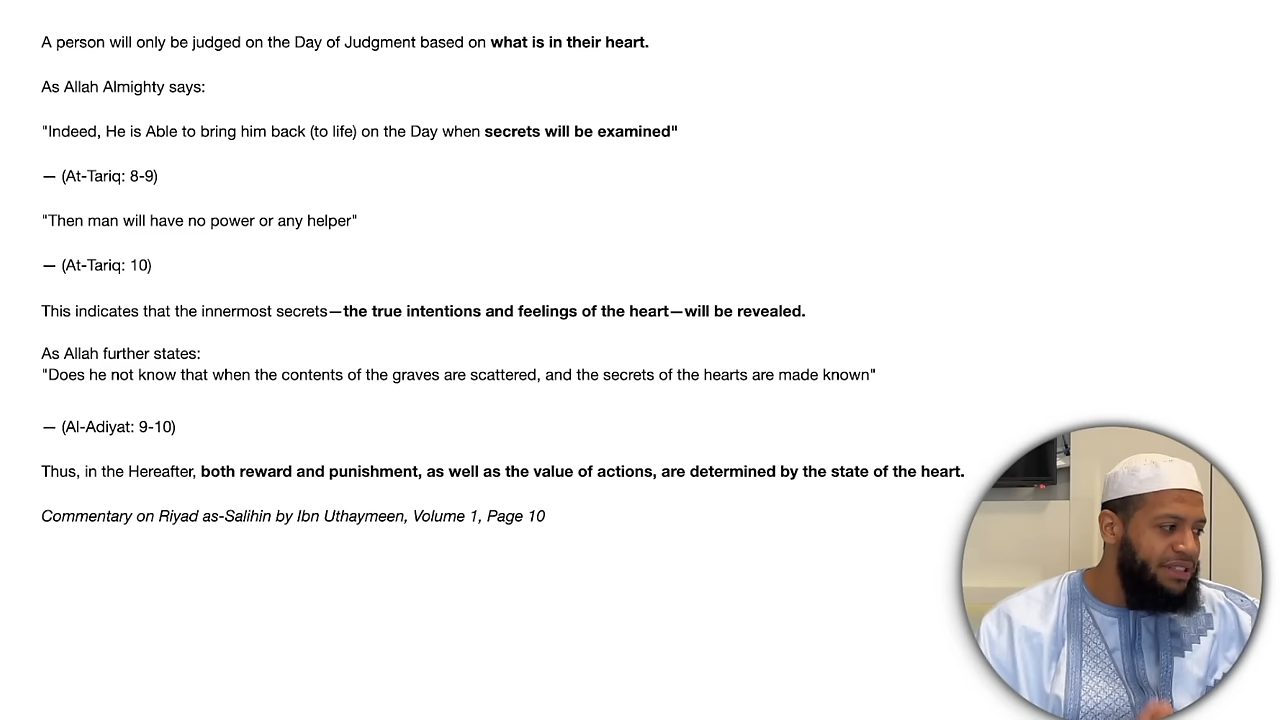 A person will only be judged on the Day of Judgment based on what is in their heart.
As Allah Almighty says:
"Indeed, He is Able to bring him back (to life) on the Day when secrets will be examined"
— (At-Tariq: 8-9)
"Then man will have no power or any helper"
— (At-Tariq: 10)
This indicates that the innermost secrets—the true intentions and feelings of the heart—will be revealed.
As Allah further states:
"Does he not know that when the contents of the graves are scattered, and the secrets of the hearts are made known"
— (Al-Adiyat: 9-10)
Thus, in the Hereafter, both reward and punishment, as well as the value of actions, are determined by the state of the heart.
Commentary on Riyad as-Salihin by Ibn Uthaymeen, Volume 1, Page 10